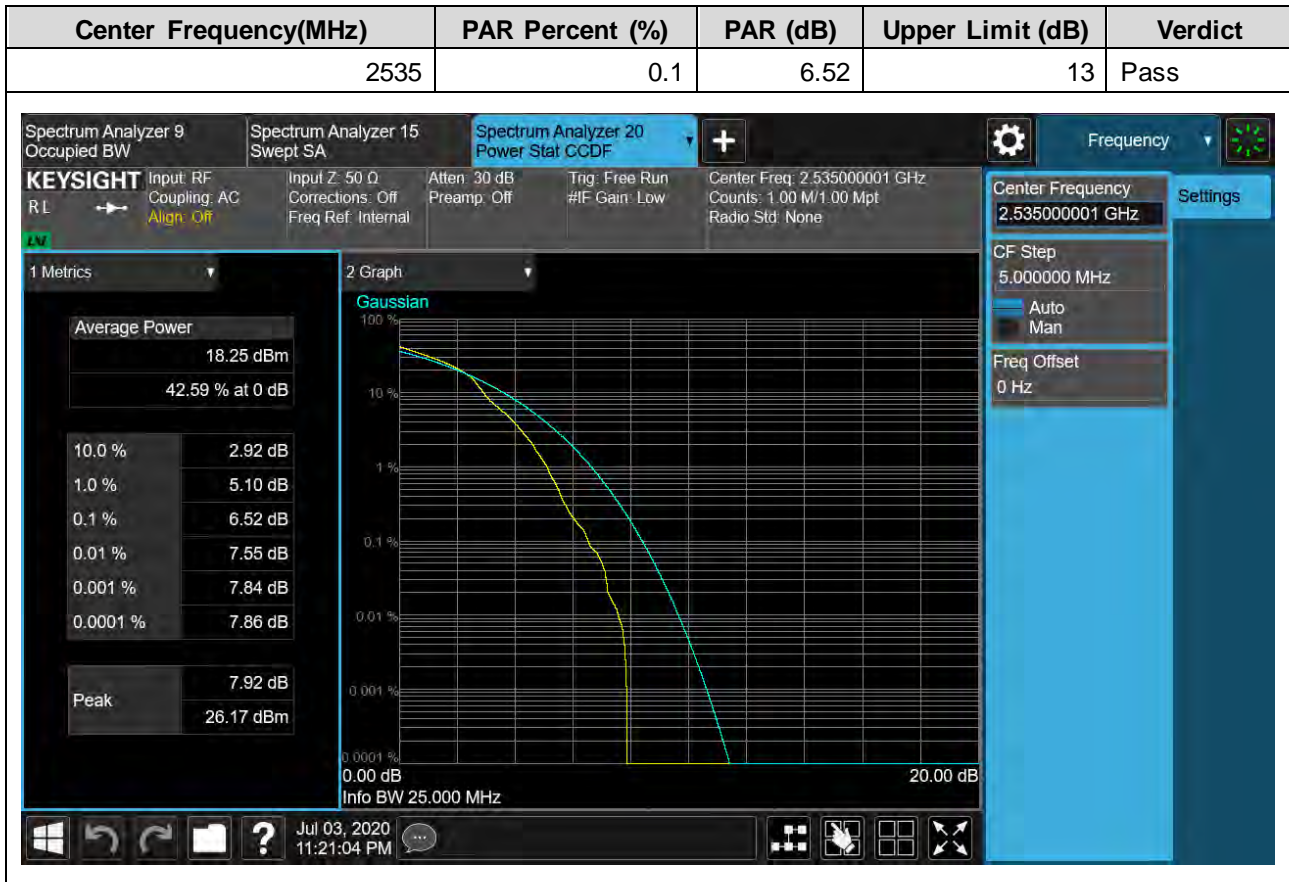 Center Frequency(MHz) PAR Percent (%) PAR (dB) Upper Limit (dB) Verdict
2535 0.1 6.52 13 Pass
Spectrum Analyzer 9
Occupied BW
Spectrum Analyzer 15
Swept SA
Spectrum Analyzer 20
Power Stat CCDF
Frequency
KEYSIGHT
RL
Input: RF
Coupling: AC
Align: Off
Input Z: 50 Ω
Corrections: Off
Freq Ref: Internal
Atten: 30 dB
Preamp: Off
Trig: Free Run
#IF Gain: Low
Center Freq: 2.535000001 GHz
Counts: 1.00 M/1.00 Mpt
Radio Std: None
Center Frequency
2.535000001 GHz
Settings
CF Step
5.000000 MHz
Auto
Man
Freq Offset
0 Hz
1 Metrics
Average Power
18.25 dBm
42.59 % at 0 dB
10.0 % 2.92 dB
1.0 % 5.10 dB
0.1 % 6.52 dB
0.01 % 7.55 dB
0.001 % 7.84 dB
0.0001 % 7.86 dB
Peak 7.92 dB
26.17 dBm
2 Graph
Gaussian
100 %
10 %
1 %
0.1 %
0.01 %
0.001 %
0.0001 %
0.00 dB 20.00 dB
Info BW 25.000 MHz
?
Jul 03, 2020
11:21:04 PM